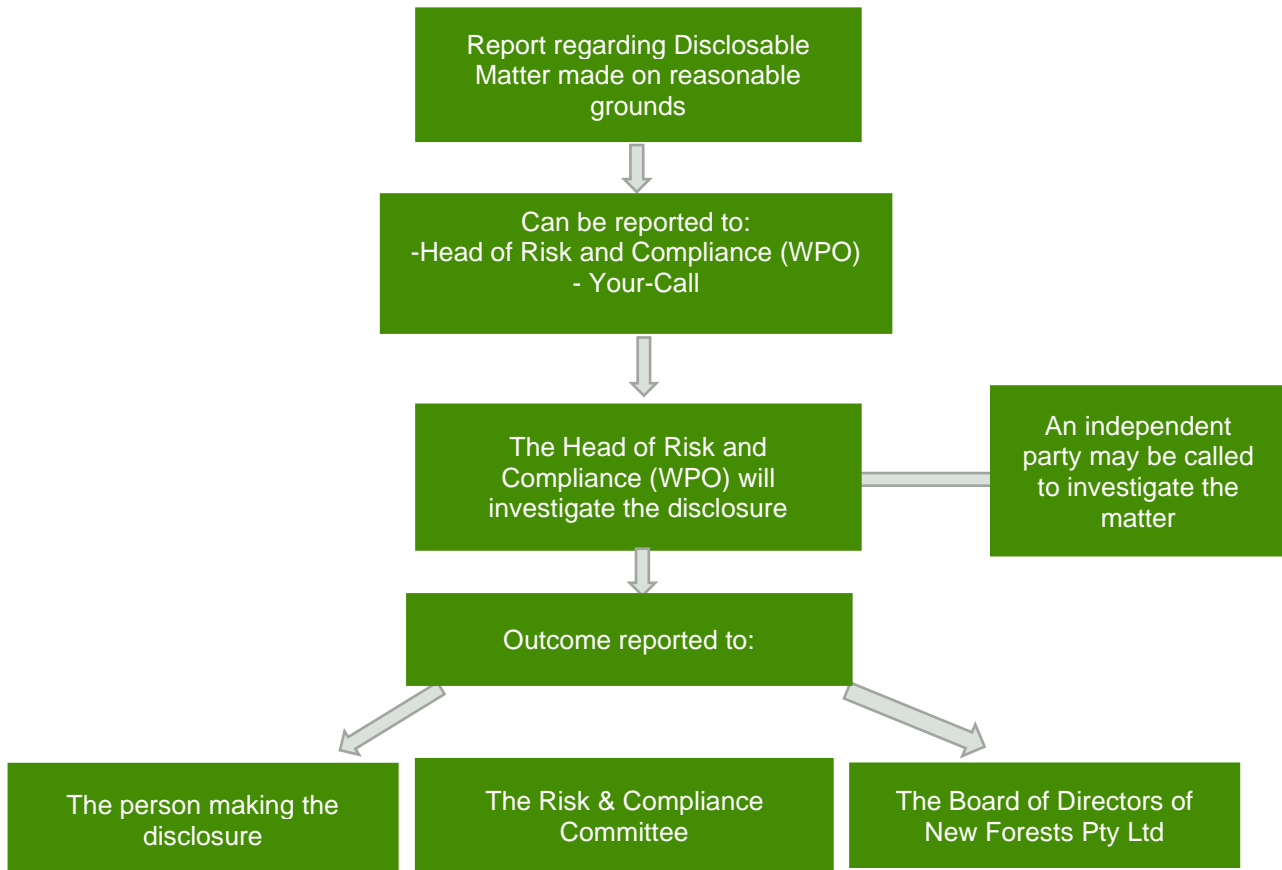 Report regarding Disclosable
Matter made on reasonable
grounds
Can be reported to:
-Head of Risk and Compliance (WPO)
- Your-Call
The Head of Risk and
Compliance (WPO) will
investigate the disclosure
An independent
party may be called
to investigate the
matter
Outcome reported to:
The person making the
disclosure
The Risk & Compliance
Committee
The Board of Directors of
New Forests Pty Ltd